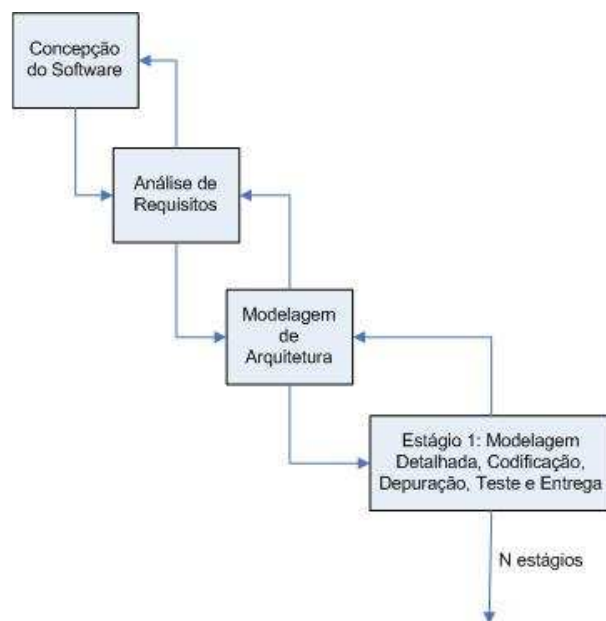 Concepção
do Software
Análise de
Requisitos
Modelagem
de
Arquitetura
Estágio 1: Modelagem
Detalhada, Codificação,
Depuração, Teste e Entrega
N estágios